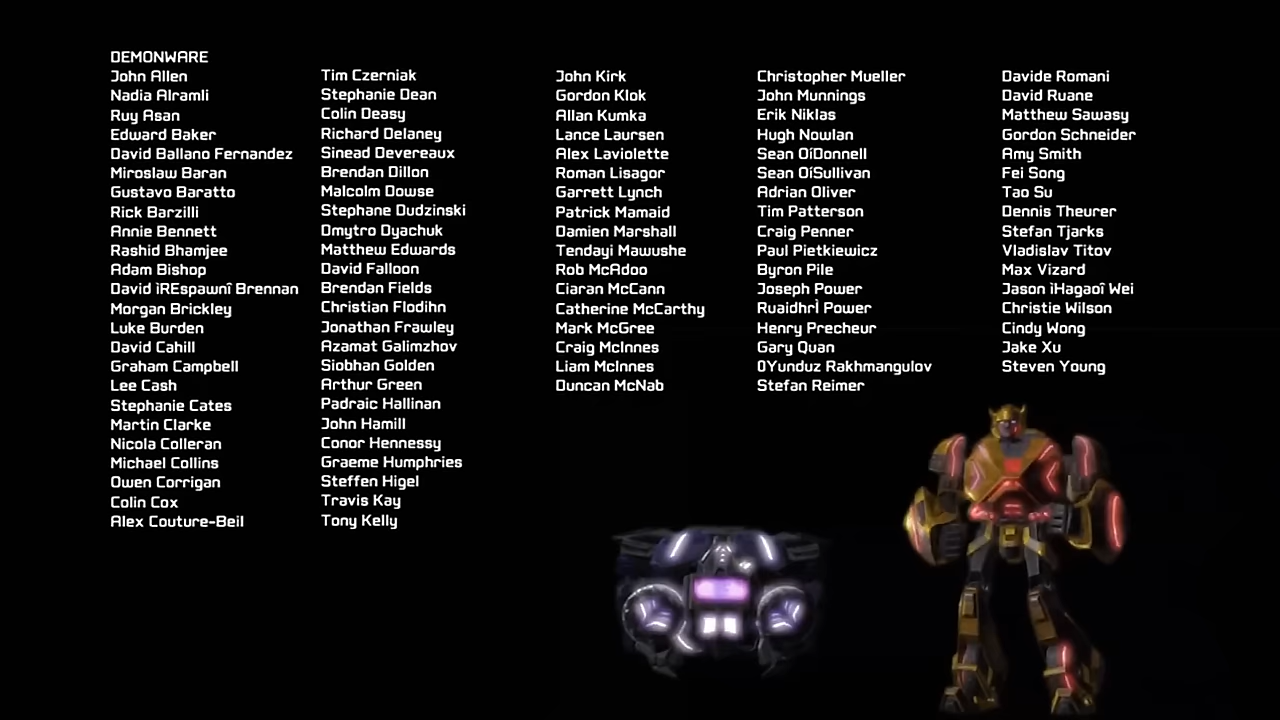 DEMONWARE
John Allen
Nadia Alramli
Ruy Asan
Edward Baker
David Ballano Fernandez
Miroslaw Baran
Gustavo Baratto
Rick Barzilli
Annie Bennett
Rashid Bhamjee
Adam Bishop
David ìREspawnî Brennan
Morgan Brickley
Luke Burden
David Cahill
Graham Campbell
Lee Cash
Stephanie Cates
Martin Clarke
Nicola Colleran
Michael Collins
Owen Corrigan
Colin Cox
Alex Couture-Beil
Tim Czerniak
Stephanie Dean
Colin Deasy
Richard Delaney
Sinead Devereaux
Brendan Dillon
Malcolm Dowse
Stephane Dudzinski
Dmytro Dyachuk
Matthew Edwards
David Falloon
Brendan Fields
Christian Flodihn
Jonathan Frawley
Azamat Galimzhov
Siobhan Golden
Arthur Green
Padraic Hallinan
John Hamill
Conor Hennessy
Graeme Humphries
Steffen Higel
Travis Kay
Tony Kelly
John Kirk
Gordon Klok
Allan Kumka
Lance Laursen
Alex Laviolette
Roman Lisagor
Garrett Lynch
Patrick Mamaid
Damien Marshall
Tendayi Mawushe
Rob McAdoo
Ciaran McCann
Catherine McCarthy
Mark McGree
Craig McInnes
Liam McInnes
Duncan McNab
Christopher Mueller
John Munnings
Erik Niklas
Hugh Nowlan
Sean OíDonnell
Sean OíSullivan
Adrian Oliver
Tim Patterson
Craig Penner
Paul Pietkiewicz
Byron Pile
Joseph Power
RuaidhrÌ Power
Henry Precheur
Gary Quan
0Yunduz Rakhmangulov
Stefan Reimer
Davide Romani
David Ruane
Matthew Sawasy
Gordon Schneider
Amy Smith
Fei Song
Tao Su
Dennis Theurer
Stefan Tjarks
Vladislav Titov
Max Vizard
Jason ìHagaoî Wei
Christie Wilson
Cindy Wong
Jake Xu
Steven Young